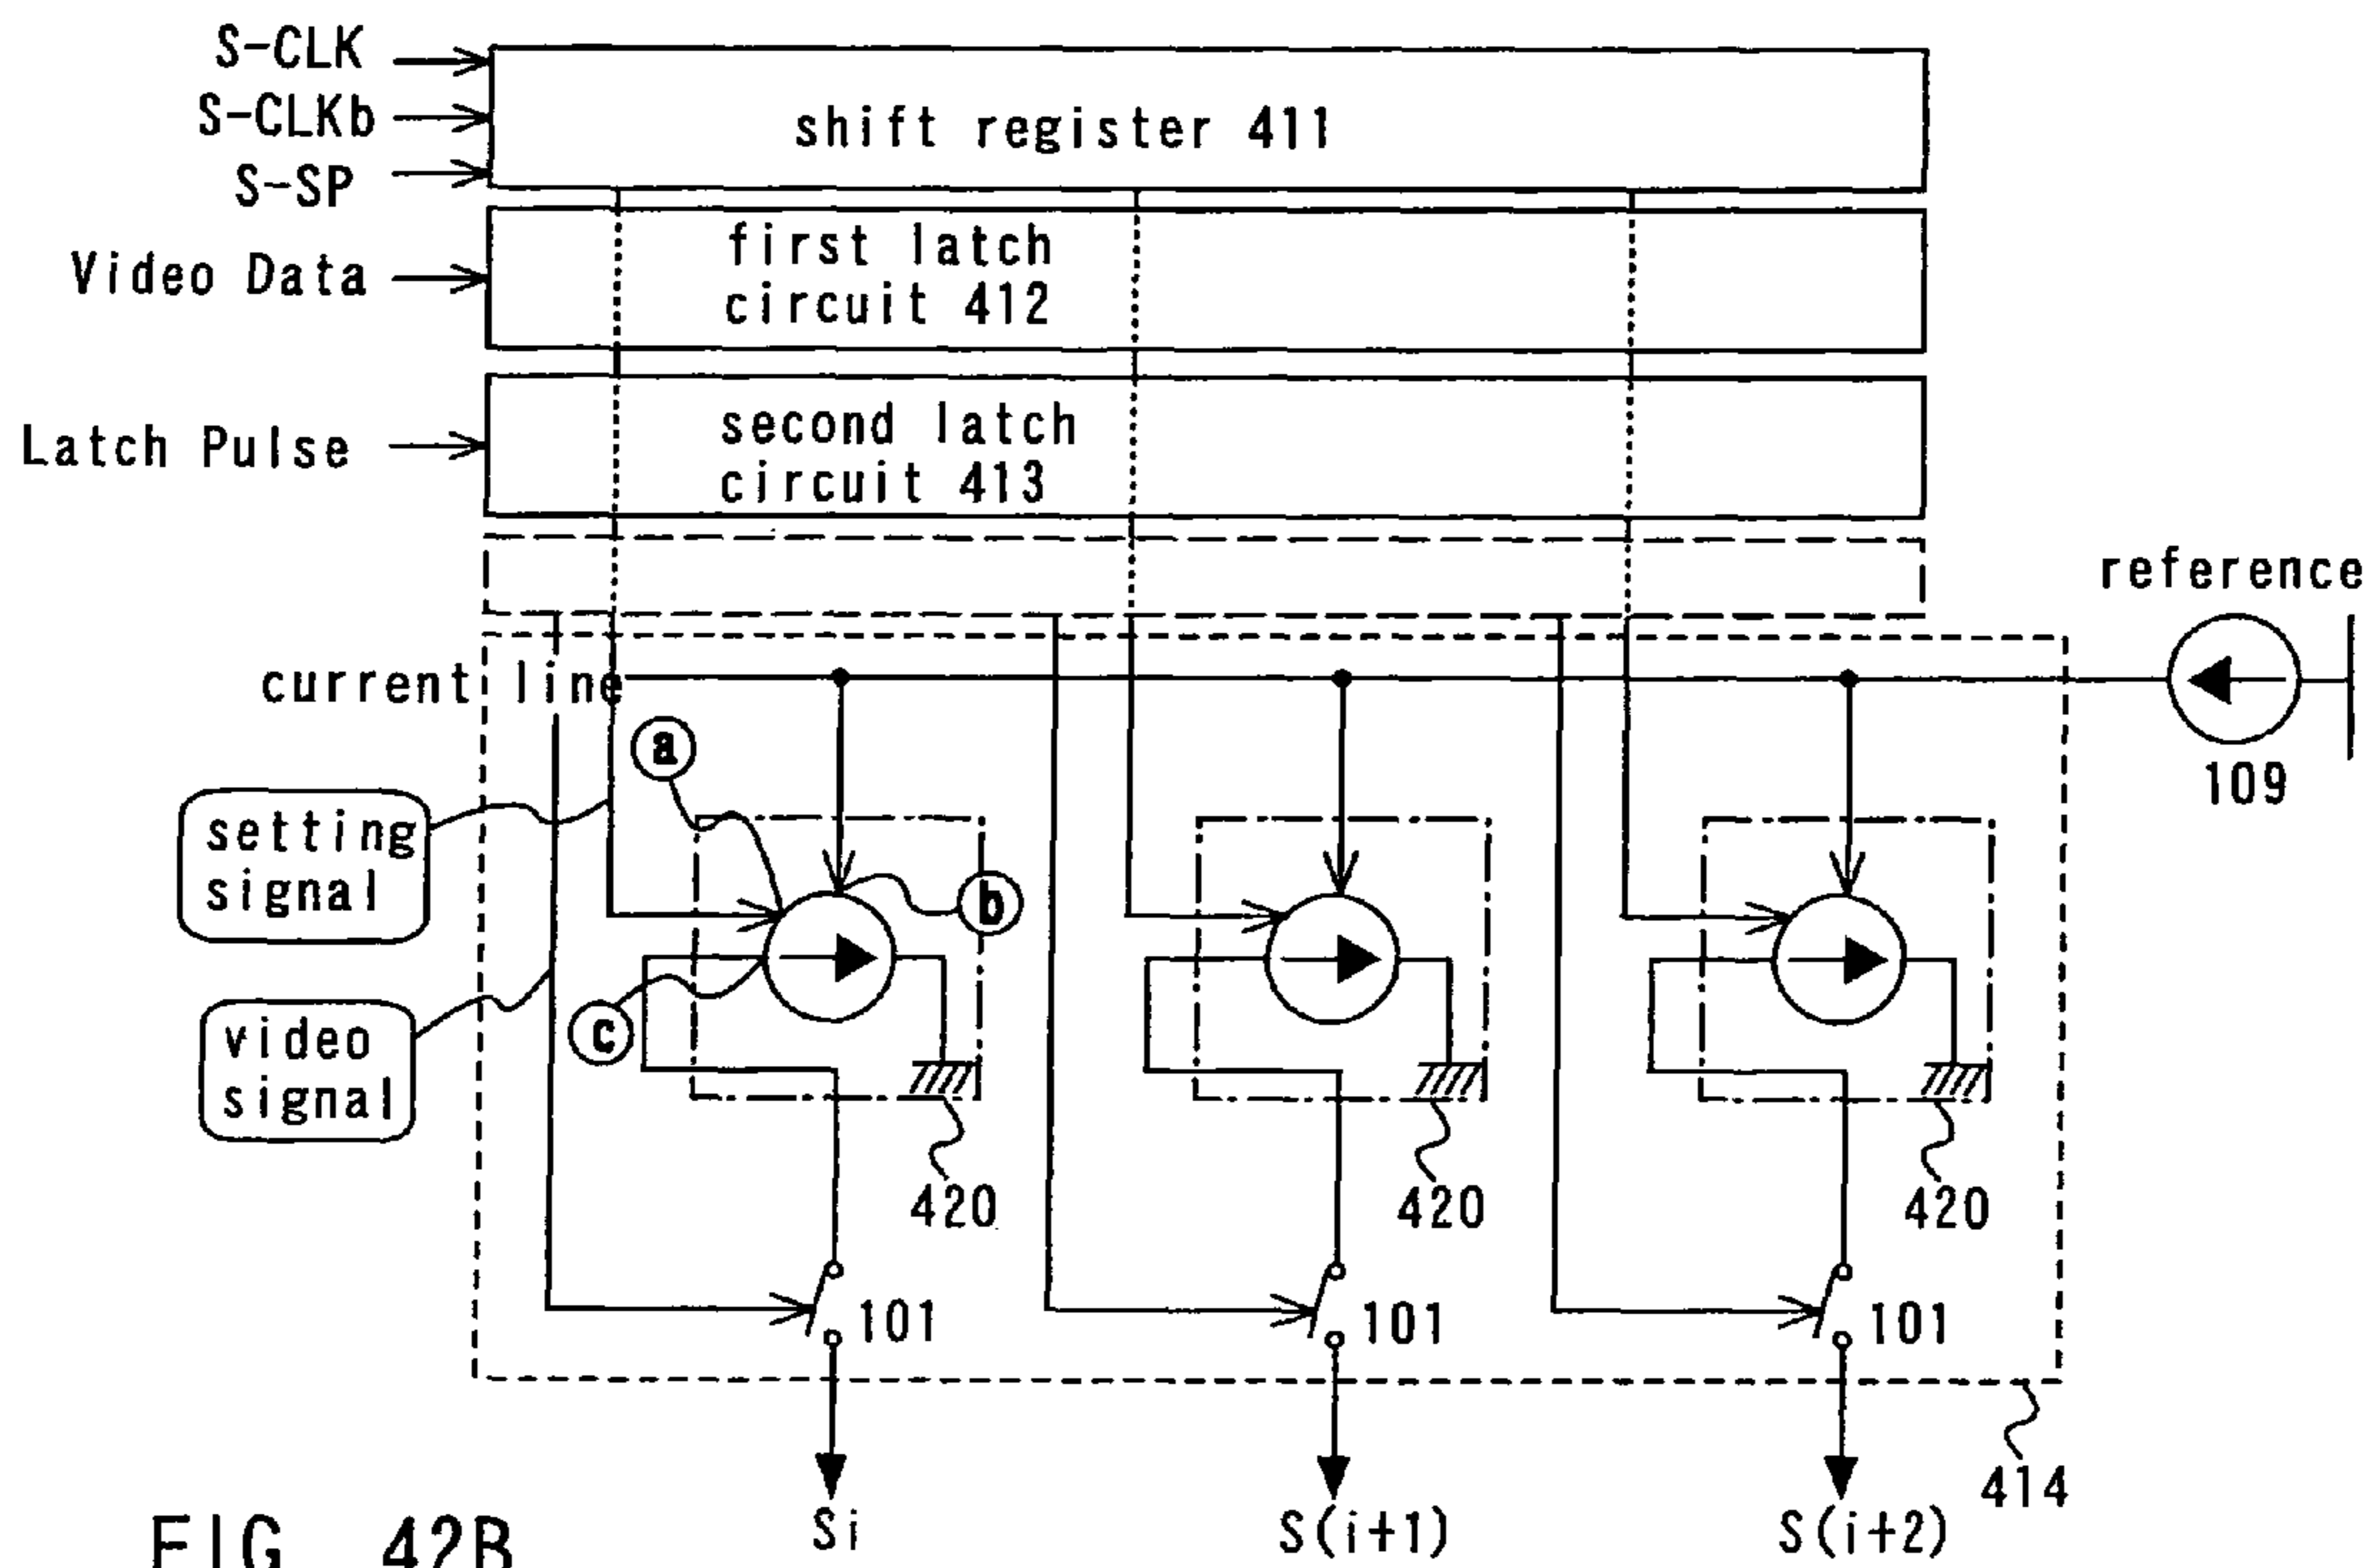 S-CLK
S-CLKb
S-SP
shift register 411
Video Data
first latch
circuit 412
Latch Pulse
second latch
circuit 413
reference
109
current line
a
b
c
setting
signal
video
signal
420
420
420
101
101
101
414
Si
S(i+1)
S(i+2)
FIG 42B